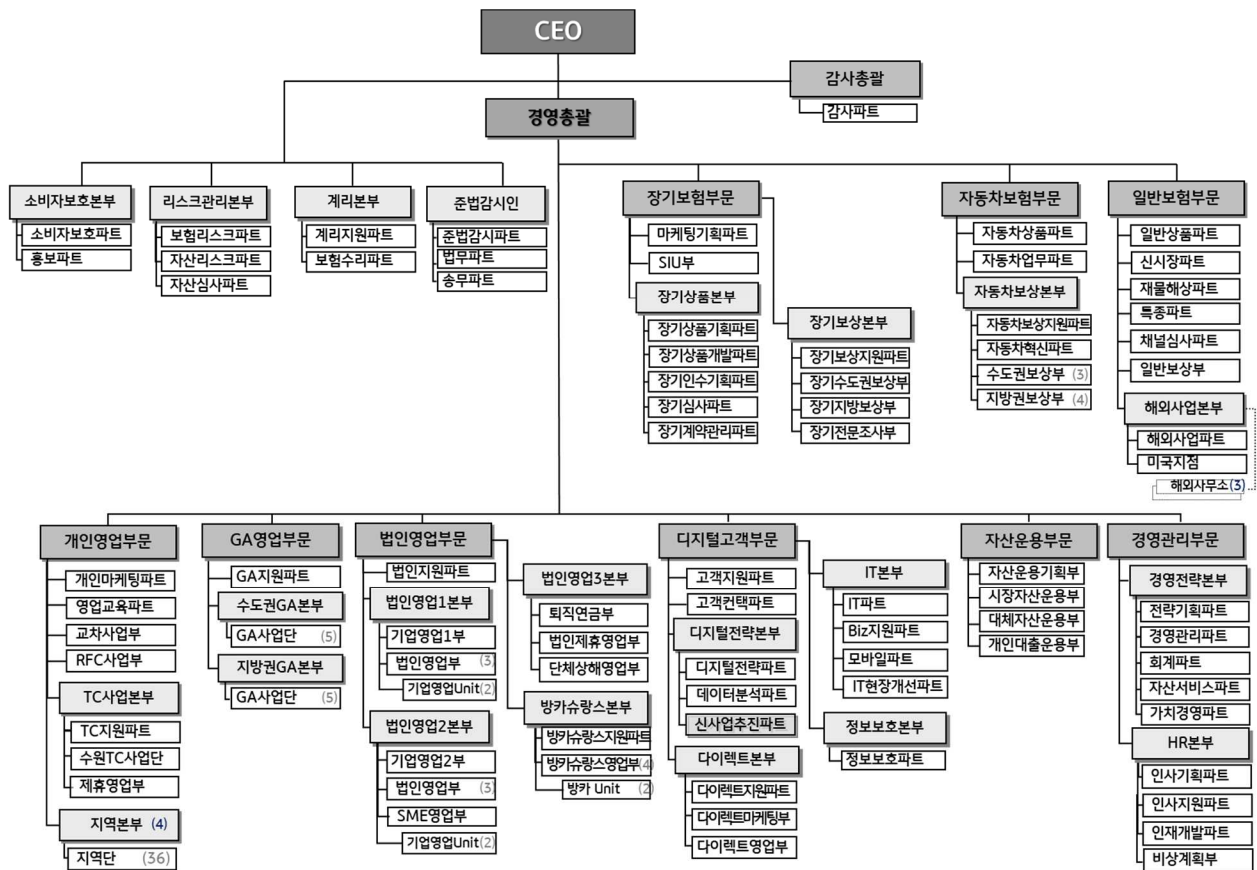 CEO
감사총괄
감사파트
경영총괄
소비자보호본부
소비자보호파트
홍보파트
리스크관리본부
보험리스크파트
자산리스크파트
자산심사파트
계리본부
계리지원파트
보험수리파트
준법감시인
준법감시파트
법무파트
송무파트
장기보험부문
마케팅기획파트
SIU부
장기상품본부
장기상품기획파트
장기상품개발파트
장기인수기획파트
장기심사파트
장기계약관리파트
장기보상본부
장기보상지원파트
장기수도권보상부
장기지방보상부
장기전문조사부
자동차보험부문
자동차상품파트
자동차업무파트
자동차보상본부
자동차보상지원파트
자동차혁신파트
수도권보상부 (3)
지방권보상부 (4)
일반보험부문
일반상품파트
신시장파트
재물해상파트
특종파트
채널심사파트
일반보상부
해외사업본부
해외사업파트
미국지점
해외사무소(3)
개인영업부문
개인마케팅파트
영업교육파트
교차사업부
RFC사업부
TC사업본부
TC지원파트
수원TC사업단
제휴영업부
지역본부 (4)
지역단 (36)
GA영업부문
GA지원파트
수도권GA본부
GA사업단 (5)
지방권GA본부
GA사업단 (5)
법인영업부문
법인지원파트
법인영업1본부
기업영업1부
법인영업부 (3)
기업영업Unit(2)
법인영업2본부
기업영업2부
법인영업부 (3)
SME영업부
기업영업Unit(2)
법인영업3본부
퇴직연금부
법인제휴영업부
단체상해영업부
방카슈랑스본부
방카슈랑스지원파트
방카슈랑스영업부(4)
방카 Unit (2)
디지털고객부문
고객지원파트
고객컨택파트
디지털전략본부
디지털전략파트
데이터분석파트
신사업추진파트
다이렉트본부
다이렉트지원파트
다이렉트마케팅부
다이렉트영업부
IT본부
IT파트
Biz지원파트
모바일파트
IT현장개선파트
정보보호본부
정보보호파트
자산운용부문
자산운용기획부
시장자산운용부
대체자산운용부
개인대출운용부
경영관리부문
경영전략본부
전략기획파트
경영관리파트
회계파트
자산서비스파트
가치경영파트
HR본부
인사기획파트
인사지원파트
인재개발파트
비상계획부